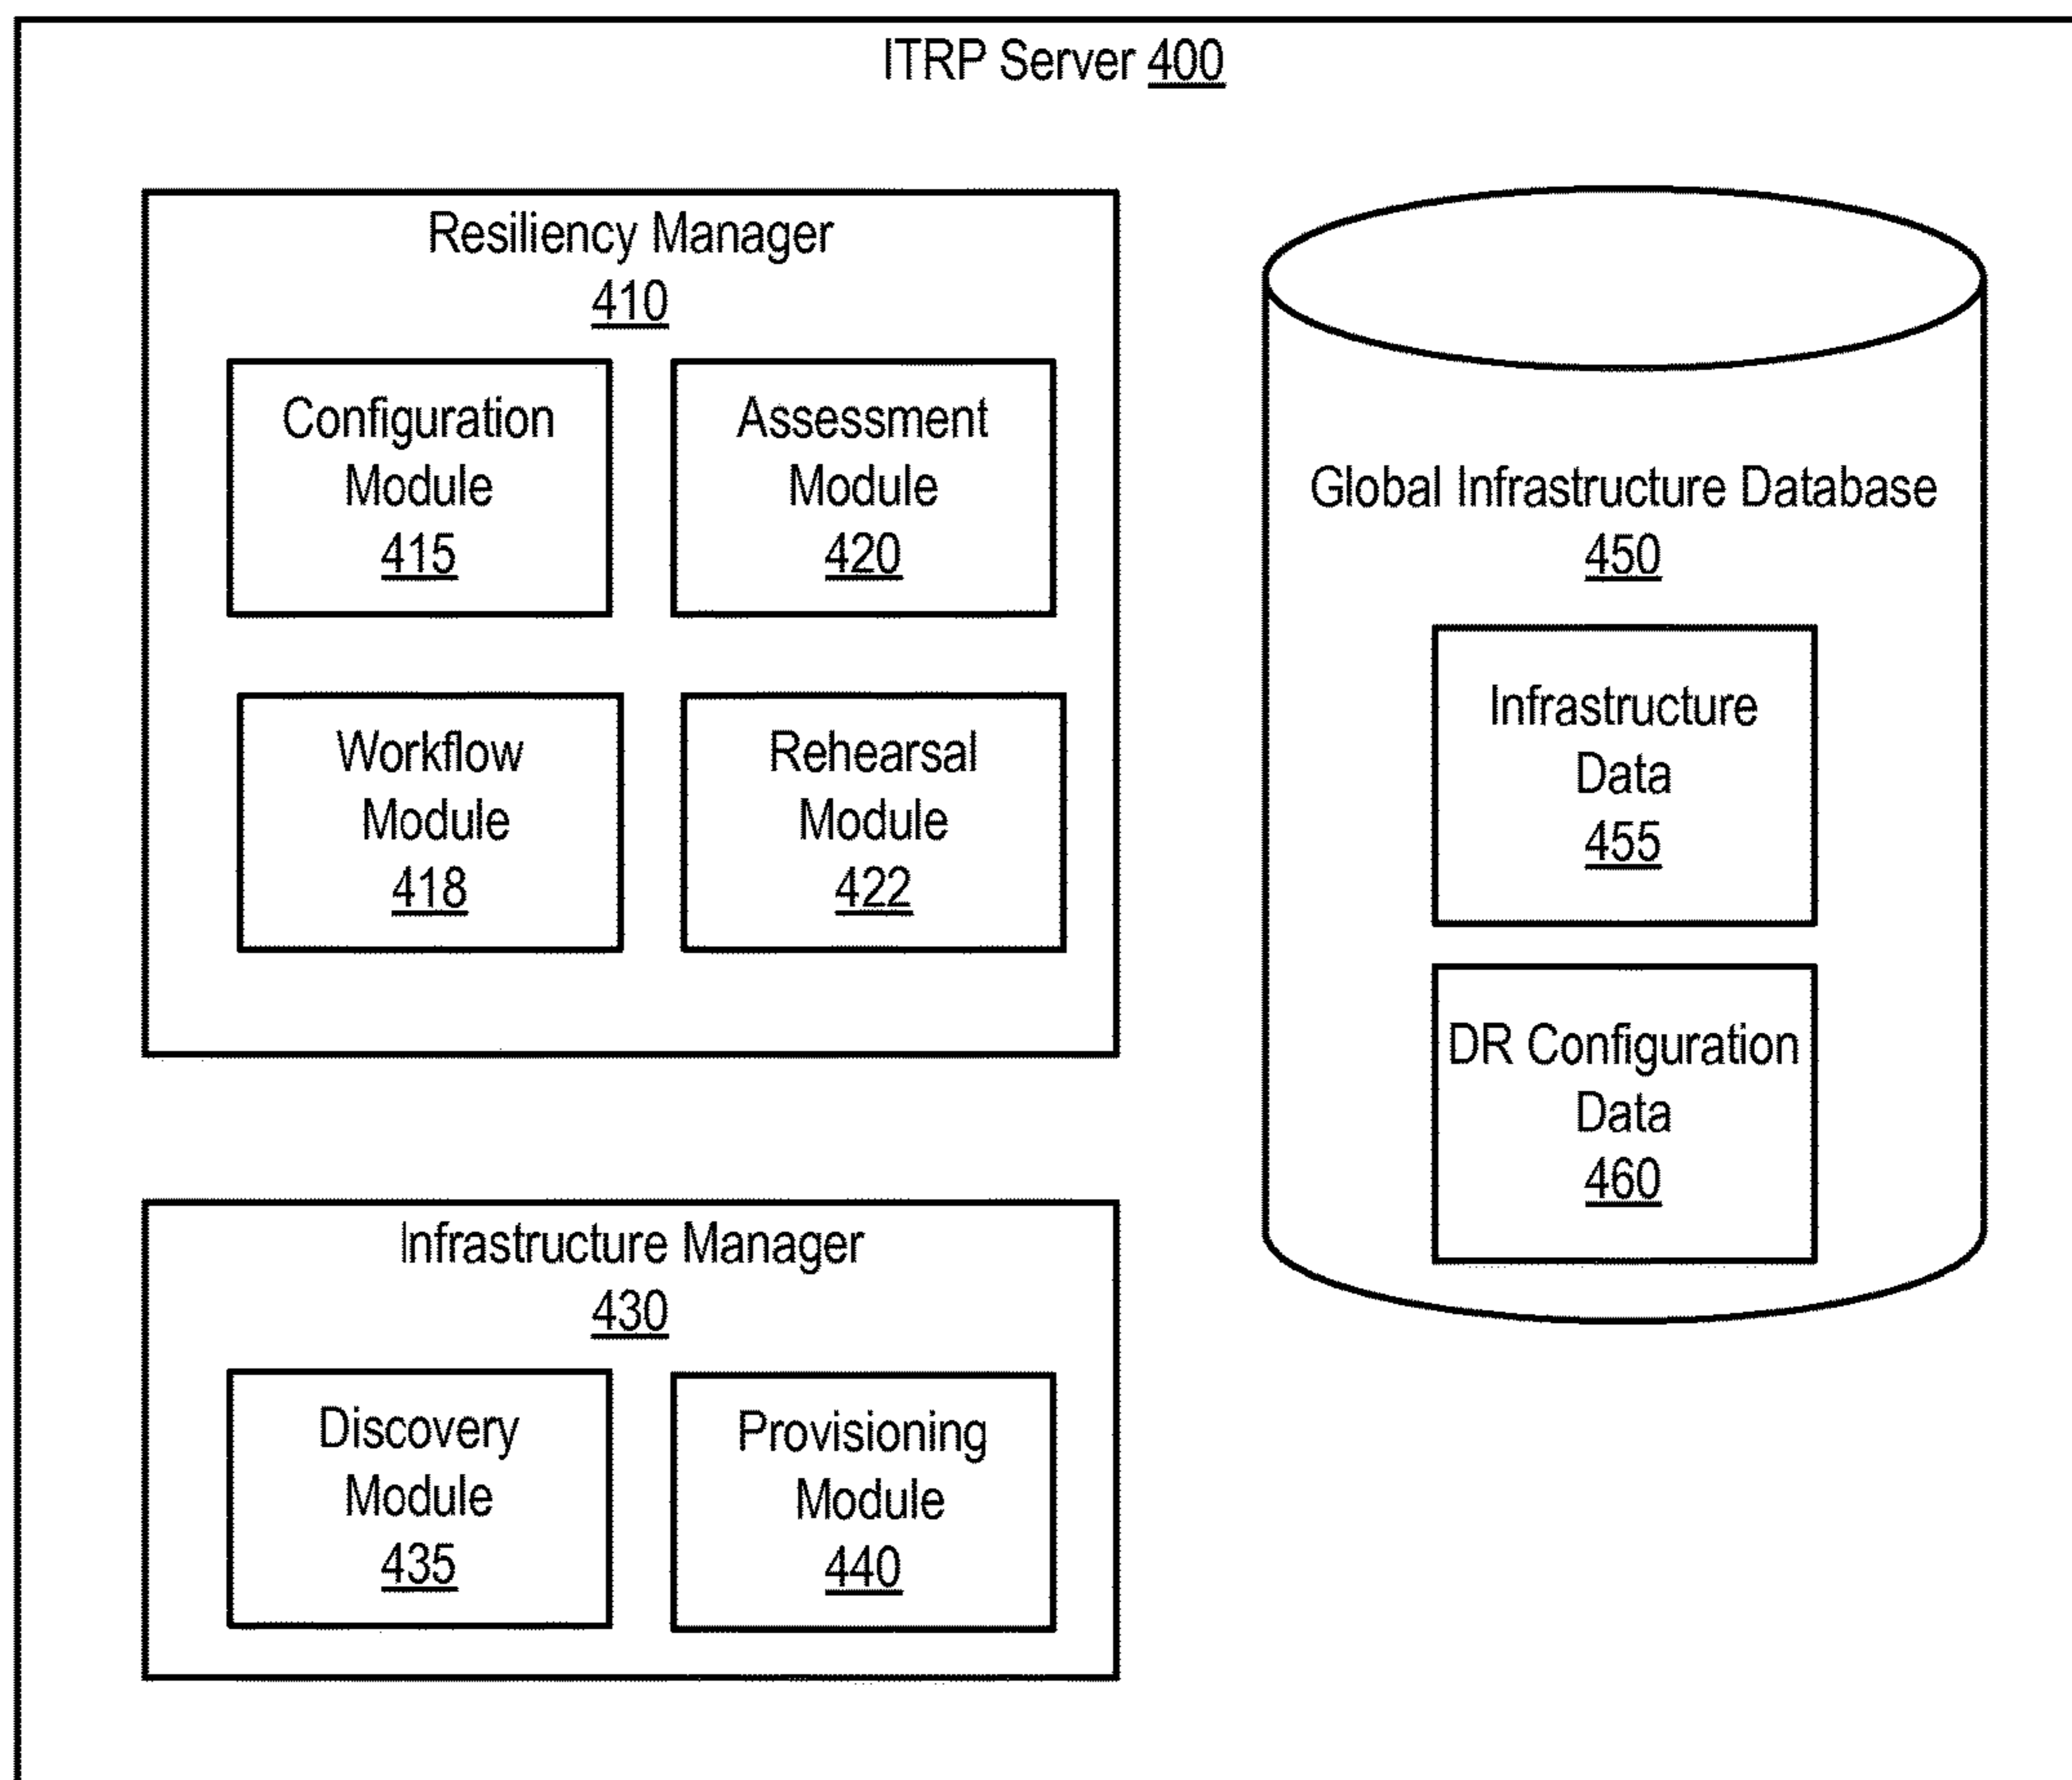 ITRP Server 400
Resiliency Manager
410
Configuration
Module
415
Assessment
Module
420
Workflow
Module
418
Rehearsal
Module
422
Infrastructure Manager
430
Discovery
Module
435
Provisioning
Module
440
Global Infrastructure Database
450
Infrastructure
Data
455
DR Configuration
Data
460